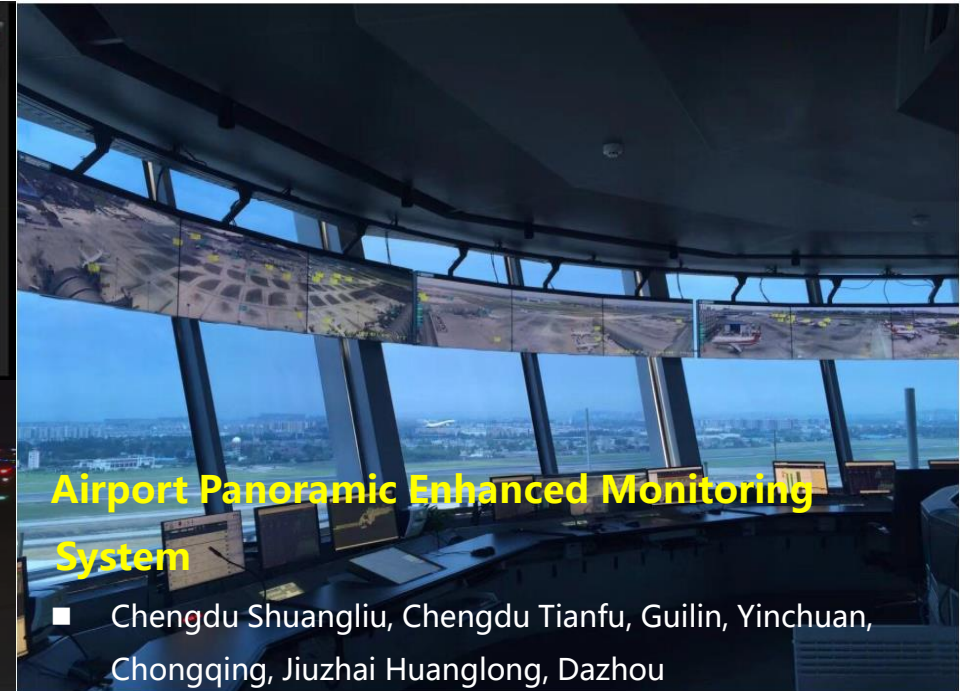 Airport Panoramic Enhanced Monitoring
System
■ Chengdu Shuangliu, Chengdu Tianfu, Guilin, Yinchuan,
Chongqing, Jiuzhai Huanglong, Dazhou